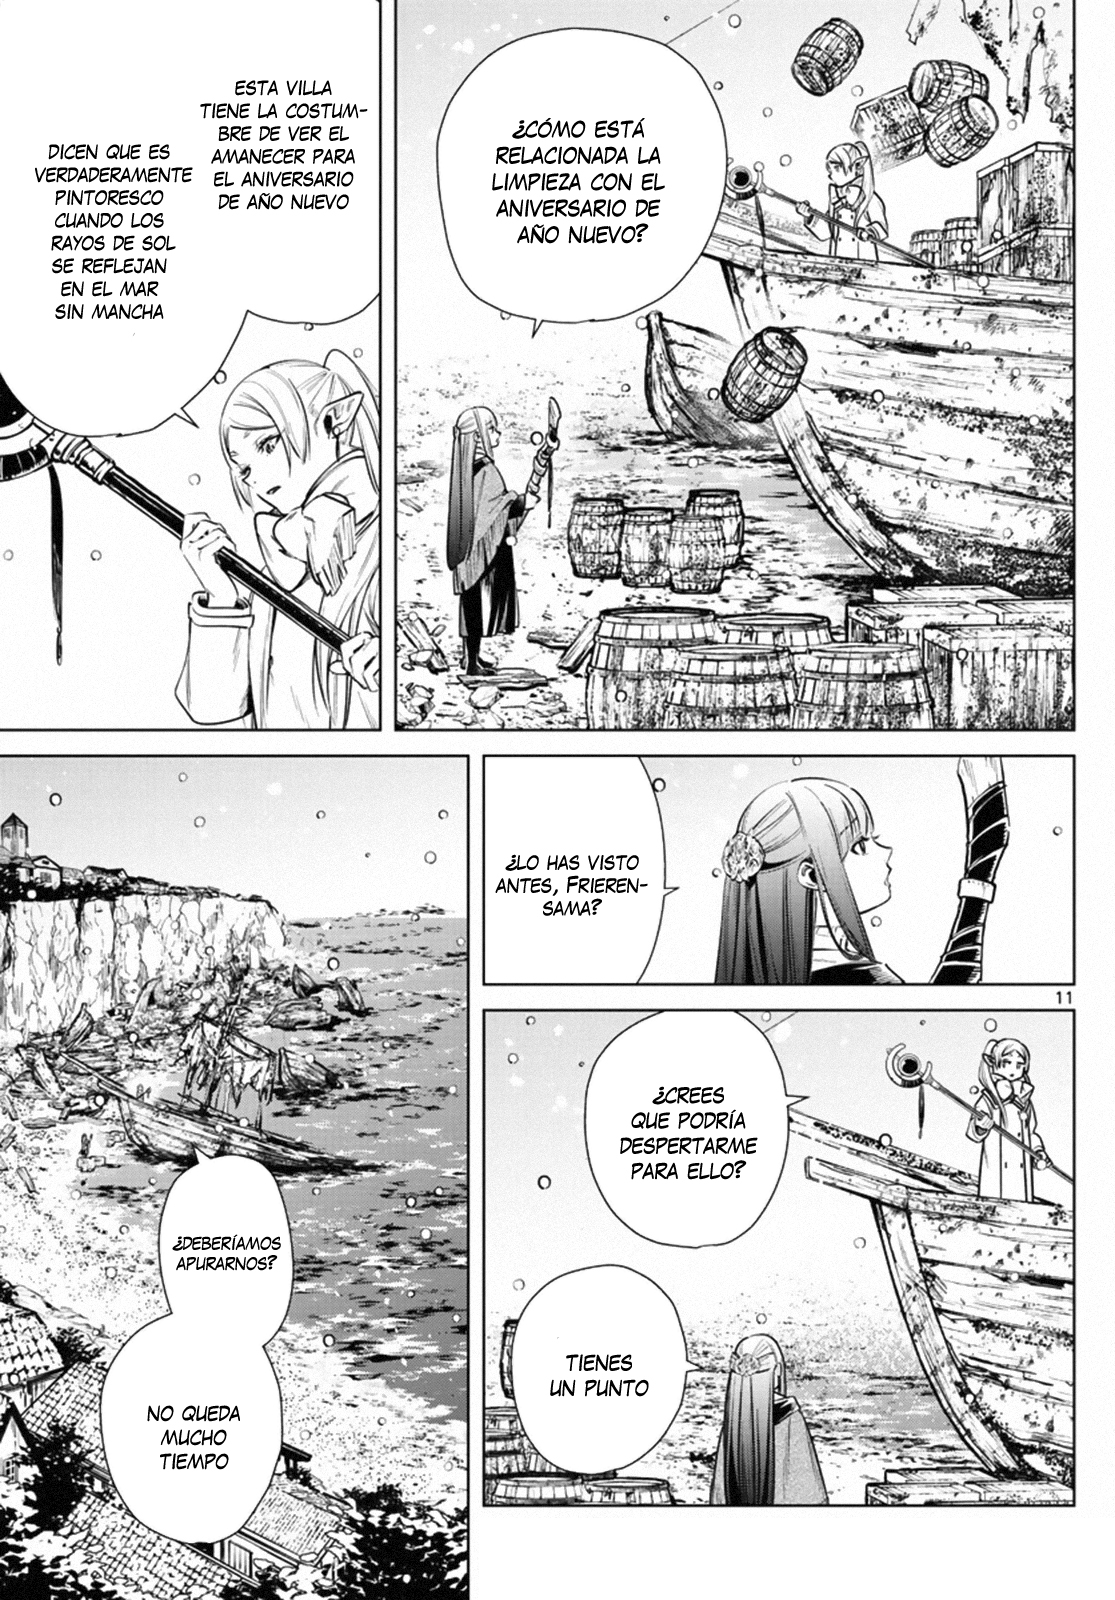 ¿CÓMO ESTÁ
RELACIONADA LA
LIMPIEZA CON EL
ANIVERSARIO DE
AÑO NUEVO?
ESTA VILLA
TIENE LA COSTUM-
BRE DE VER EL
AMANECER PARA
EL ANIVERSARIO
DE AÑO NUEVO
DICEN QUE ES
VERDADERAMENTE
PINTORESCO
CUANDO LOS
RAYOS DE SOL
SE REFLEJAN
EN EL MAR
SIN MANCHA
¿LO HAS VISTO
ANTES, FRIEREN-
SAMA?
11
¿CREES
QUE PODRÍA
DESPERTARME
PARA ELLO?
TIENES
UN PUNTO
¿DEBERÍAMOS
APURARNOS?
NO QUEDA
MUCHO
TIEMPO